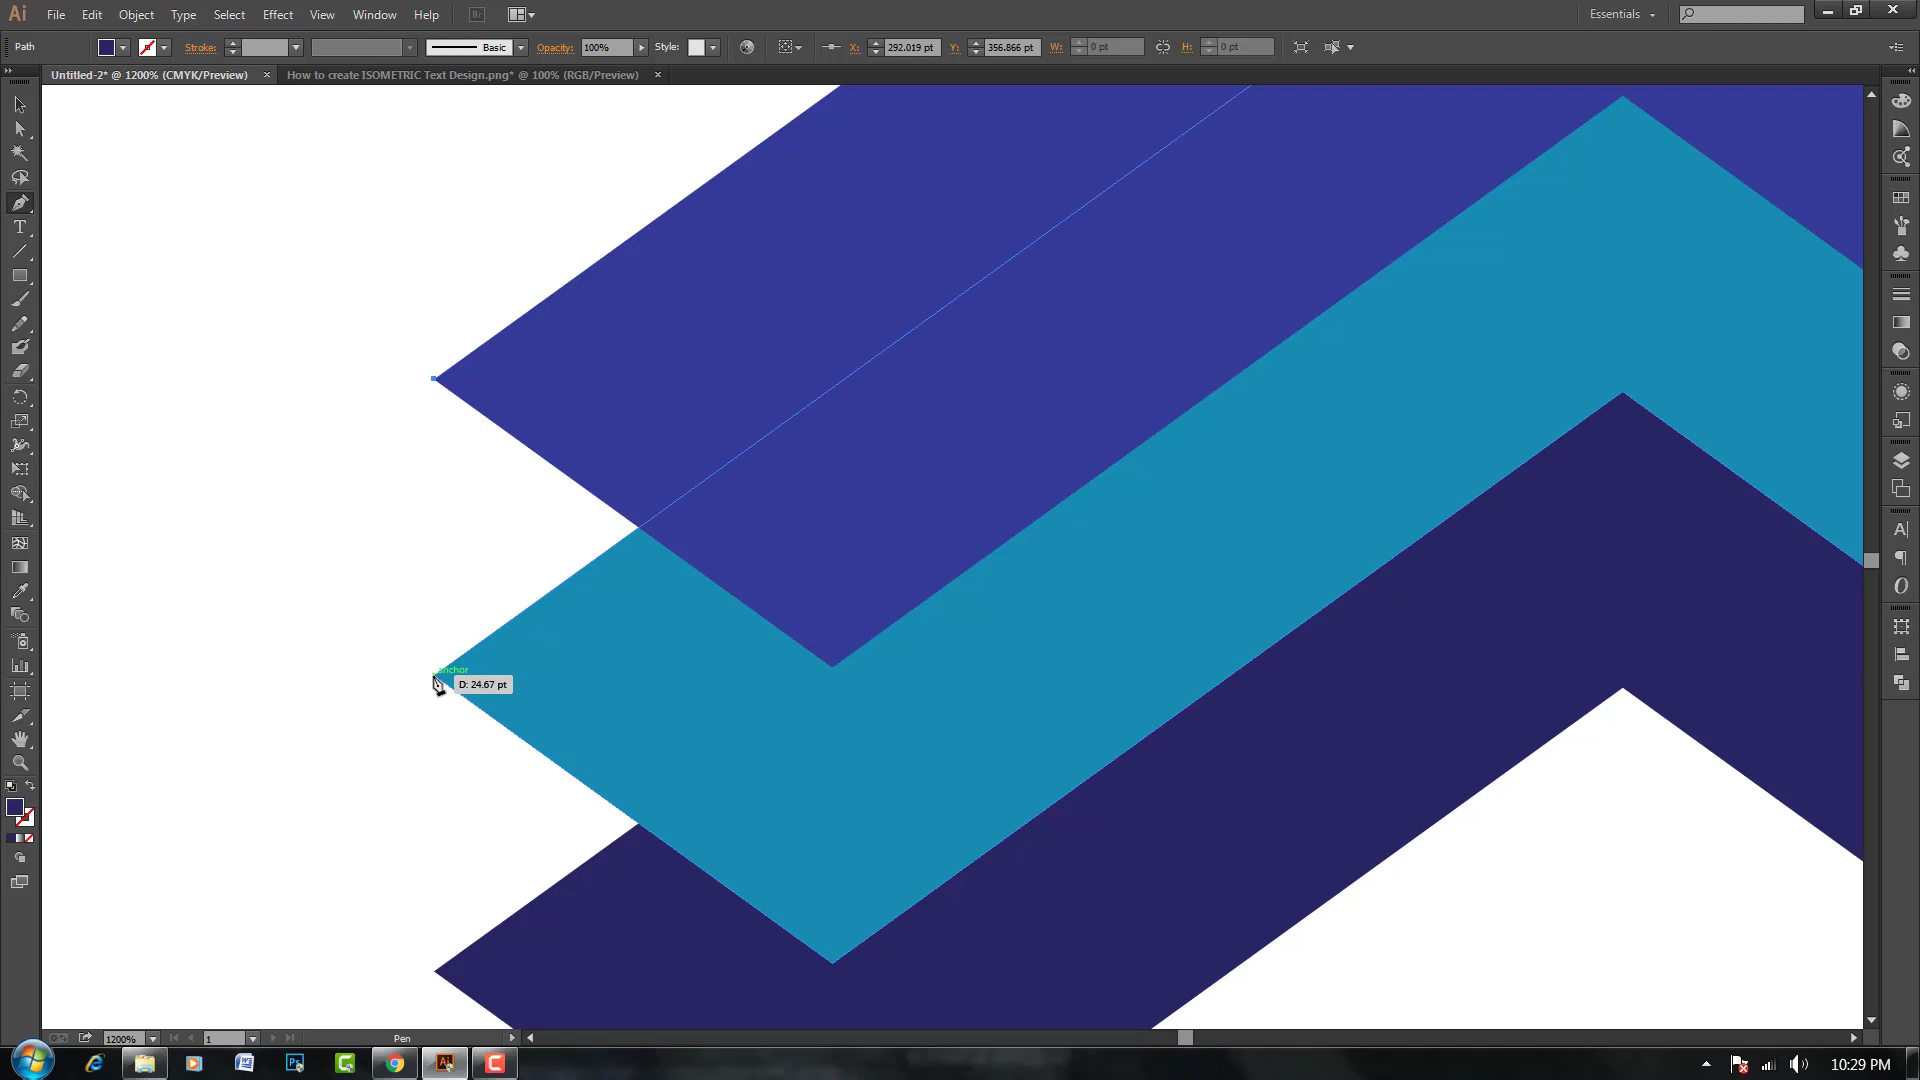 Ai File Edit Object Type Select Effect View Window Help Br Essentials
Path Stroke: Basic Opacity: 100% Style: X: 292.019 pt Y: 356.866 pt W: 0 pt H: 0 pt
Untitled-2* @ 1200% (CMYK/Preview) × How to create ISOMETRIC Text Design.png* @ 100% (RGB/Preview) ×
anchor
D: 24.67 pt
1200% 1 Pen
10:29 PM